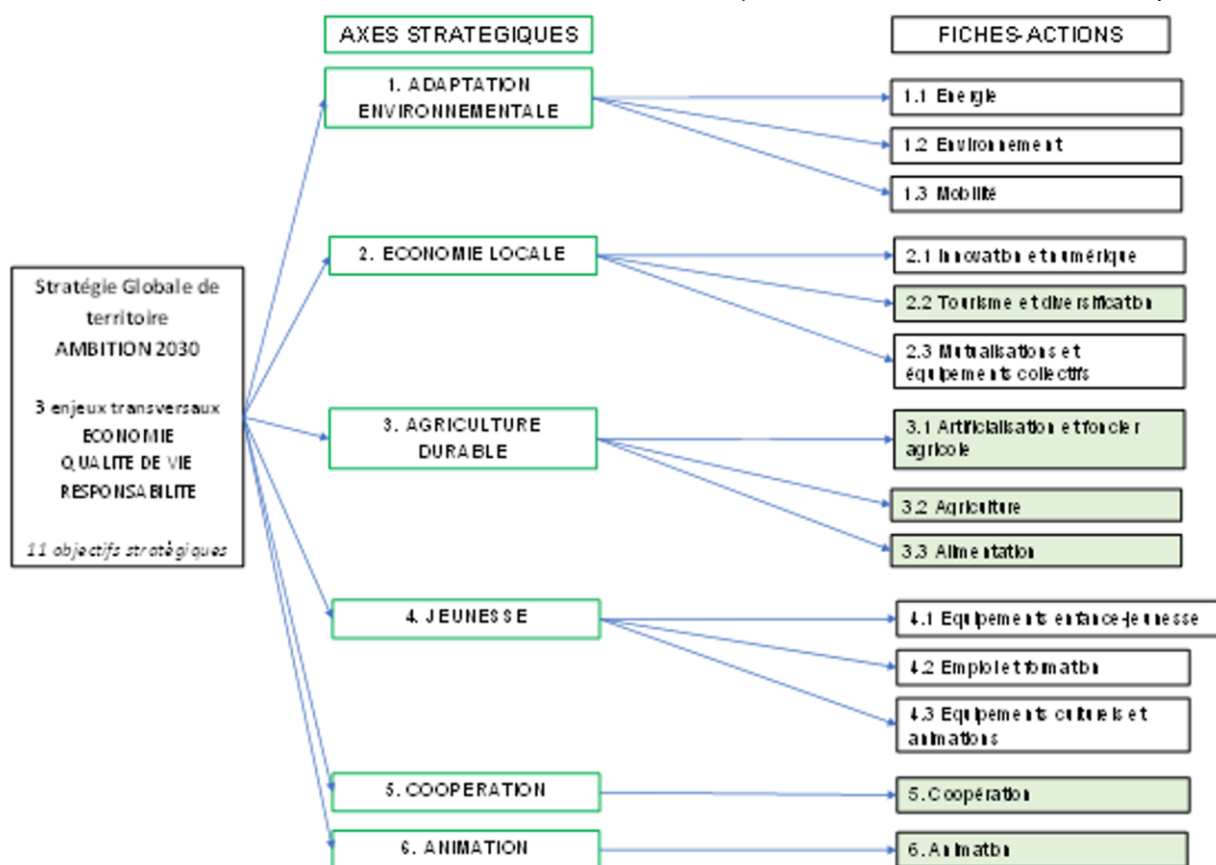 AXES STRATEGIQUES
FICHES-ACTIONS
Stratégie Globale de
territoire
AMBITION 2030
3 enjeux transversaux
ECONOMIE
QUALITE DE VIE
RESPONSABILITE
11 objectifs stratégiques
1. ADAPTATION
ENVIRONNEMENTALE
1.1 Energie
1.2 Environnement
1.3 Mobilité
2. ECONOMIE LOCALE
2.1 Innovation et numérique
2.2 Tourisme et diversification
2.3 Mutualisations et
équipements collectifs
3. AGRICULTURE
DURABLE
3.1 Artificialisation et foncier
agricole
3.2 Agriculture
3.3 Alimentation
4. JEUNESSE
4.1 Equipements enfance-jeunesse
4.2 Emploi et formation
4.3 Equipements culturels et
animations
5. COOPERATION
5. Coopération
6. ANIMATION
6. Animation